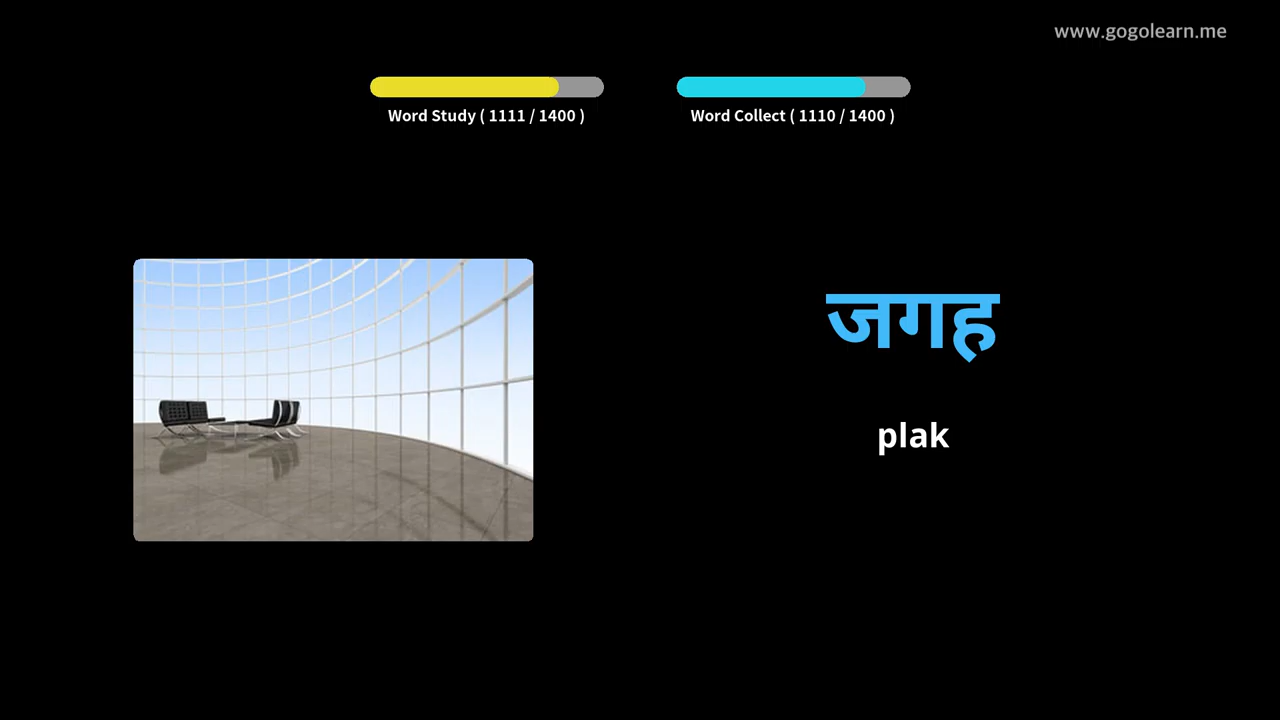 www.gogolearn.me
Word Study ( 1111 / 1400 )
Word Collect ( 1110 / 1400 )
जगह
plak